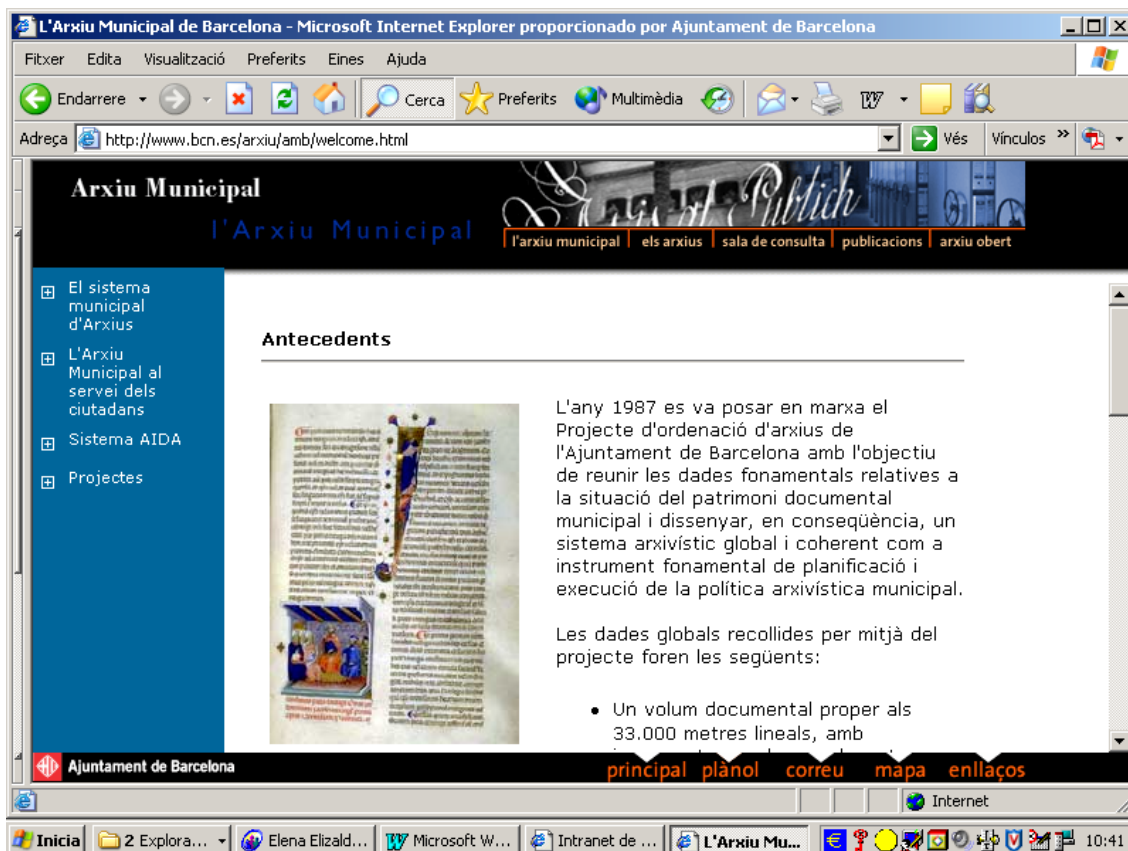 L'Arxiu Municipal de Barcelona - Microsoft Internet Explorer proporcionado por Ajuntament de Barcelona
Fitxer Edita Visualització Preferits Eines Ajuda
Endarrere Cerca Preferits Multimèdia
Adreça http://www.bcn.es/arxiu/amb/welcome.html Vés Vínculos »
Arxiu Municipal
l'Arxiu Municipal
Publich
l'arxiu municipal els arxius sala de consulta publicacions arxiu obert
El sistema
municipal
d'Arxius
L'Arxiu
Municipal al
servei dels
ciutadans
Sistema AIDA
Projectes
Antecedents
L'any 1987 es va posar en marxa el
Projecte d'ordenació d'arxius de
l'Ajuntament de Barcelona amb l'objectiu
de reunir les dades fonamentals relatives a
la situació del patrimoni documental
municipal i dissenyar, en conseqüència, un
sistema arxivístic global i coherent com a
instrument fonamental de planificació i
execució de la política arxivística municipal.
Les dades globals recollides per mitjà del
projecte foren les següents:
• Un volum documental proper als
33.000 metres lineals, amb
Ajuntament de Barcelona
principal plànol correu mapa enllaços
Internet
Inicia 2 Explora... Elena Elizald... Microsoft W... Intranet de ... L'Arxiu Mu... 10:41